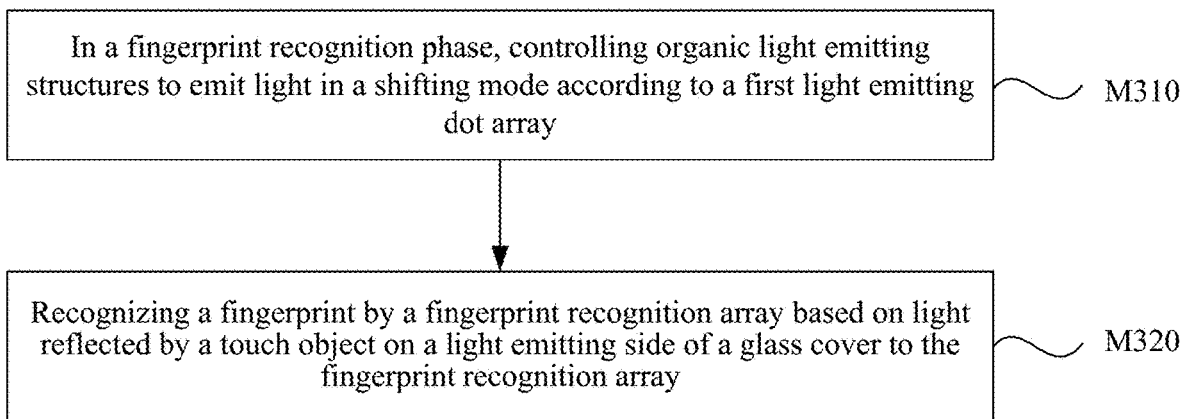 In a fingerprint recognition phase, controlling organic light emitting
structures to emit light in a shifting mode according to a first light emitting
dot array
M310
Recognizing a fingerprint by a fingerprint recognition array based on light
reflected by a touch object on a light emitting side of a glass cover to the
fingerprint recognition array
M320